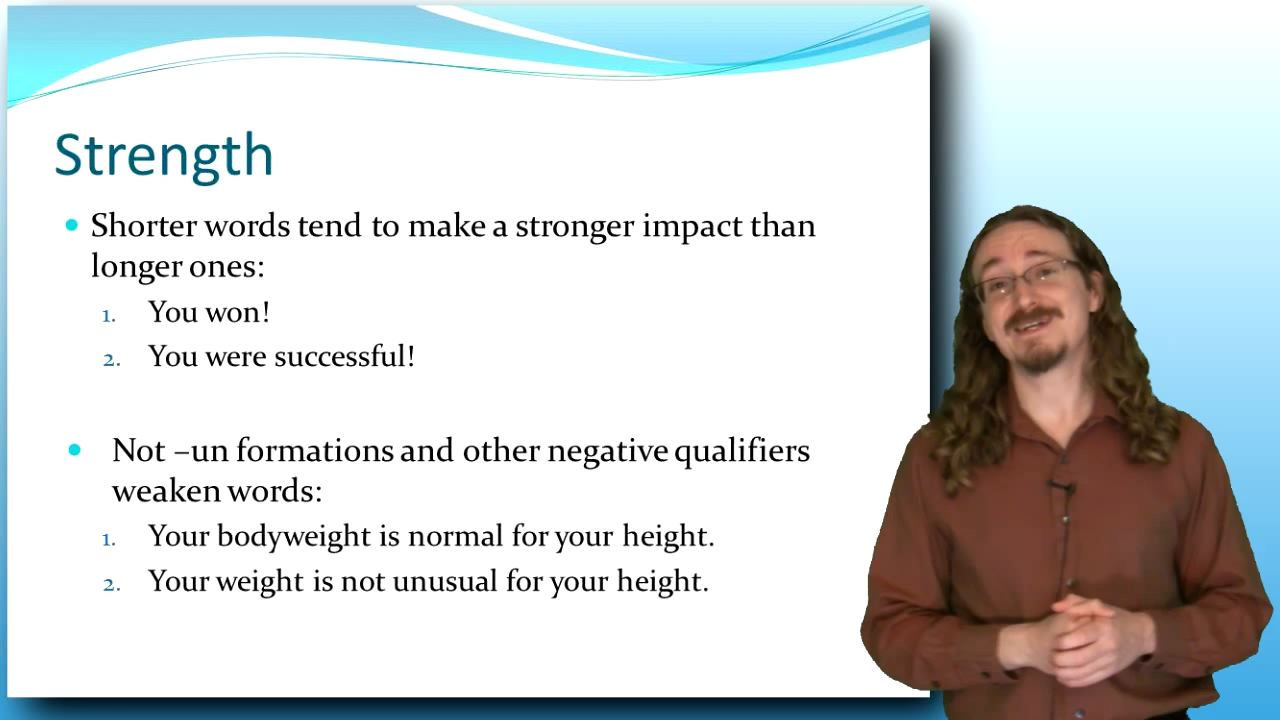 Strength
Shorter words tend to make a stronger impact than
longer ones:
1. You won!
2. You were successful!
Not –un formations and other negative qualifiers
weaken words:
1. Your bodyweight is normal for your height.
2. Your weight is not unusual for your height.